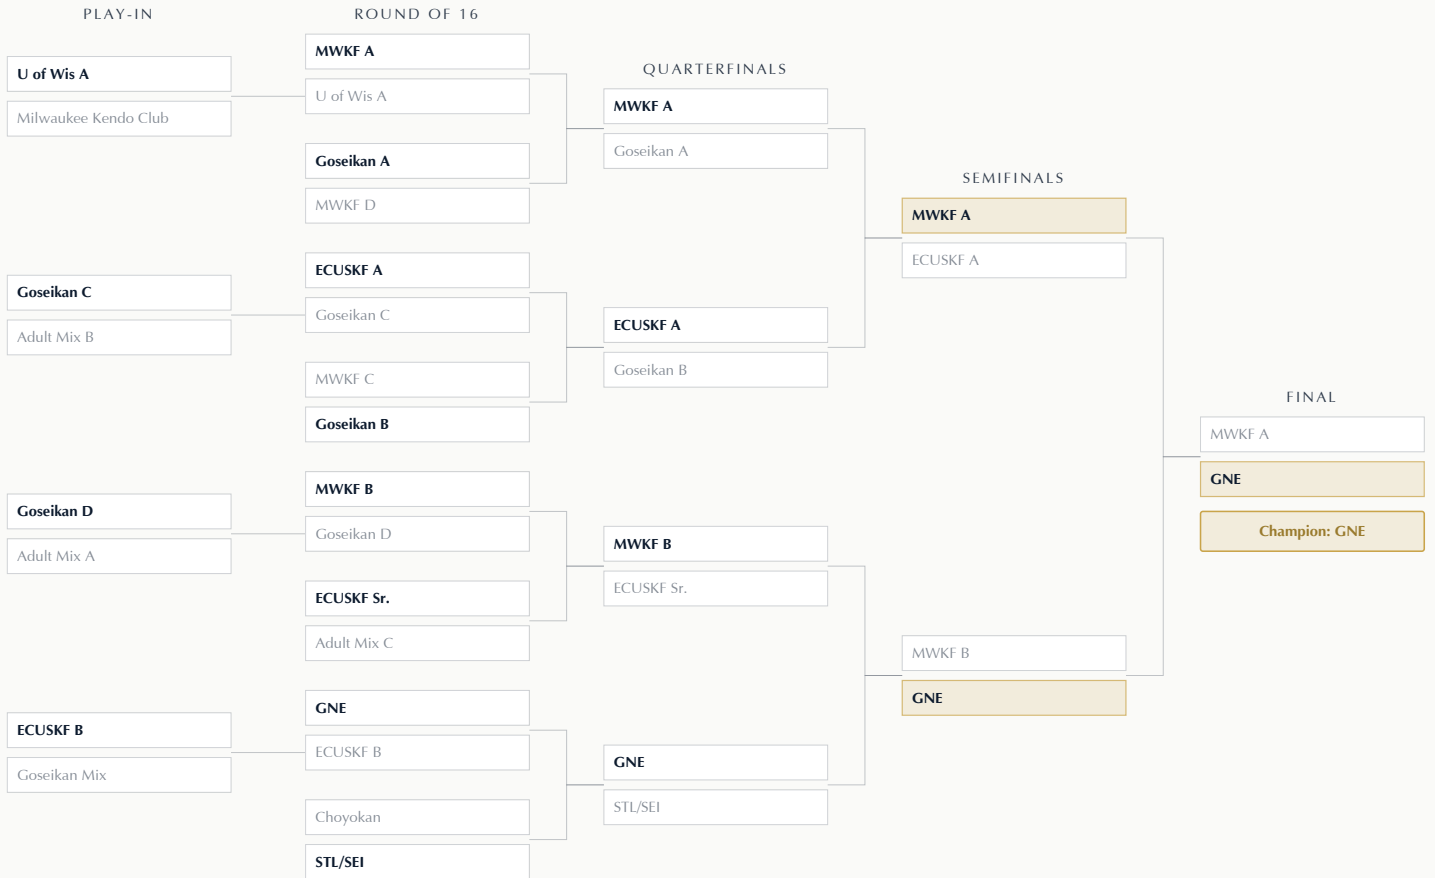 PLAY-IN
U of Wis A
Milwaukee Kendo Club
Goseikan C
Adult Mix B
Goseikan D
Adult Mix A
ECUSKF B
Goseikan Mix
ROUND OF 16
MWKF A
U of Wis A
Goseikan A
MWKF D
ECUSKF A
Goseikan C
MWKF C
Goseikan B
MWKF B
Goseikan D
ECUSKF Sr.
Adult Mix C
GNE
ECUSKF B
Choyokan
STL/SEI
QUARTERFINALS
MWKF A
Goseikan A
ECUSKF A
Goseikan B
MWKF B
ECUSKF Sr.
GNE
STL/SEI
SEMIFINALS
MWKF A
ECUSKF A
MWKF B
GNE
FINAL
MWKF A
GNE
Champion: GNE